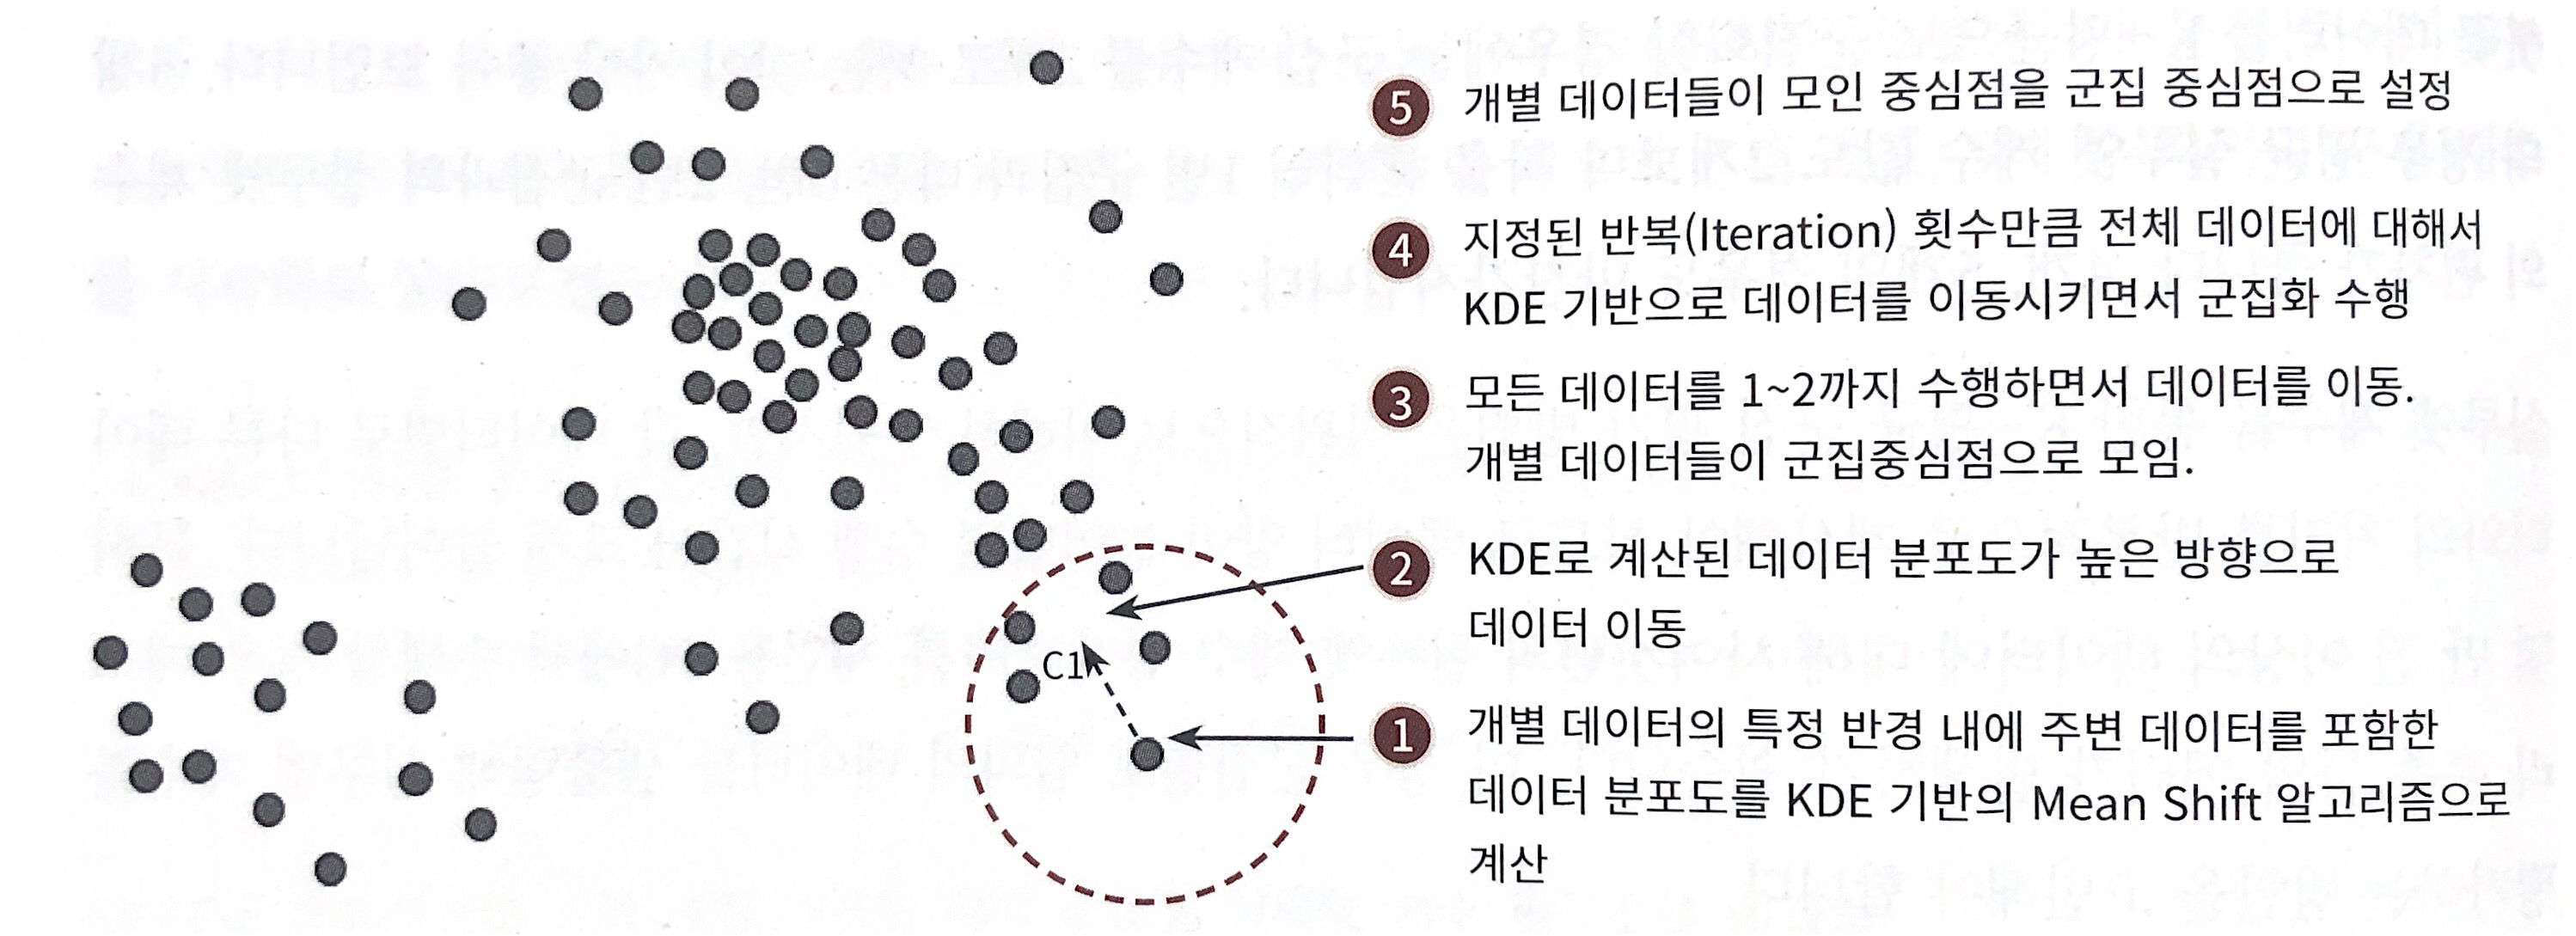 5 개별 데이터들이 모인 중심점을 군집 중심점으로 설정
4 지정된 반복(Iteration) 횟수만큼 전체 데이터에 대해서
KDE 기반으로 데이터를 이동시키면서 군집화 수행
3 모든 데이터를 1~2까지 수행하면서 데이터를 이동.
개별 데이터들이 군집중심점으로 모임.
2 KDE로 계산된 데이터 분포도가 높은 방향으로
데이터 이동
C1
1 개별 데이터의 특정 반경 내에 주변 데이터를 포함한
데이터 분포도를 KDE 기반의 Mean Shift 알고리즘으로
계산